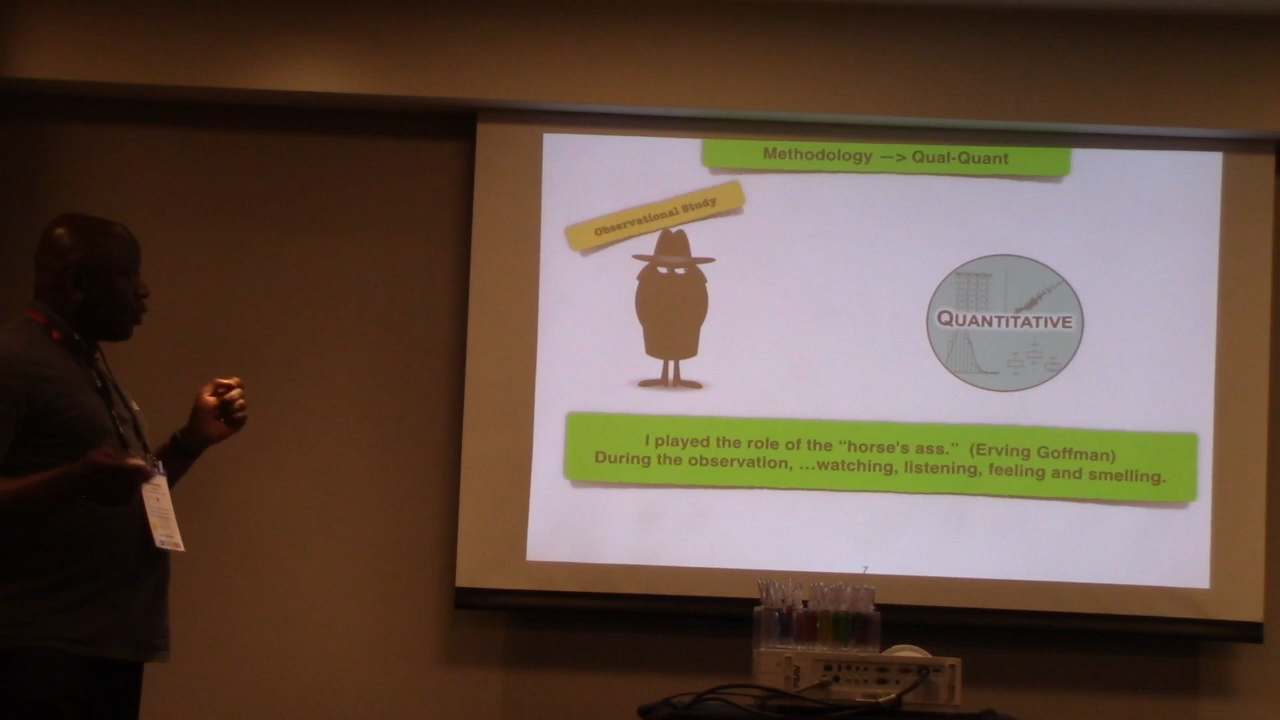 Methodology —> Qual-Quant
Observational Study
QUANTITATIVE
I played the role of the “horse's ass.” (Erving Goffman)
During the observation, ...watching, listening, feeling and smelling.
7